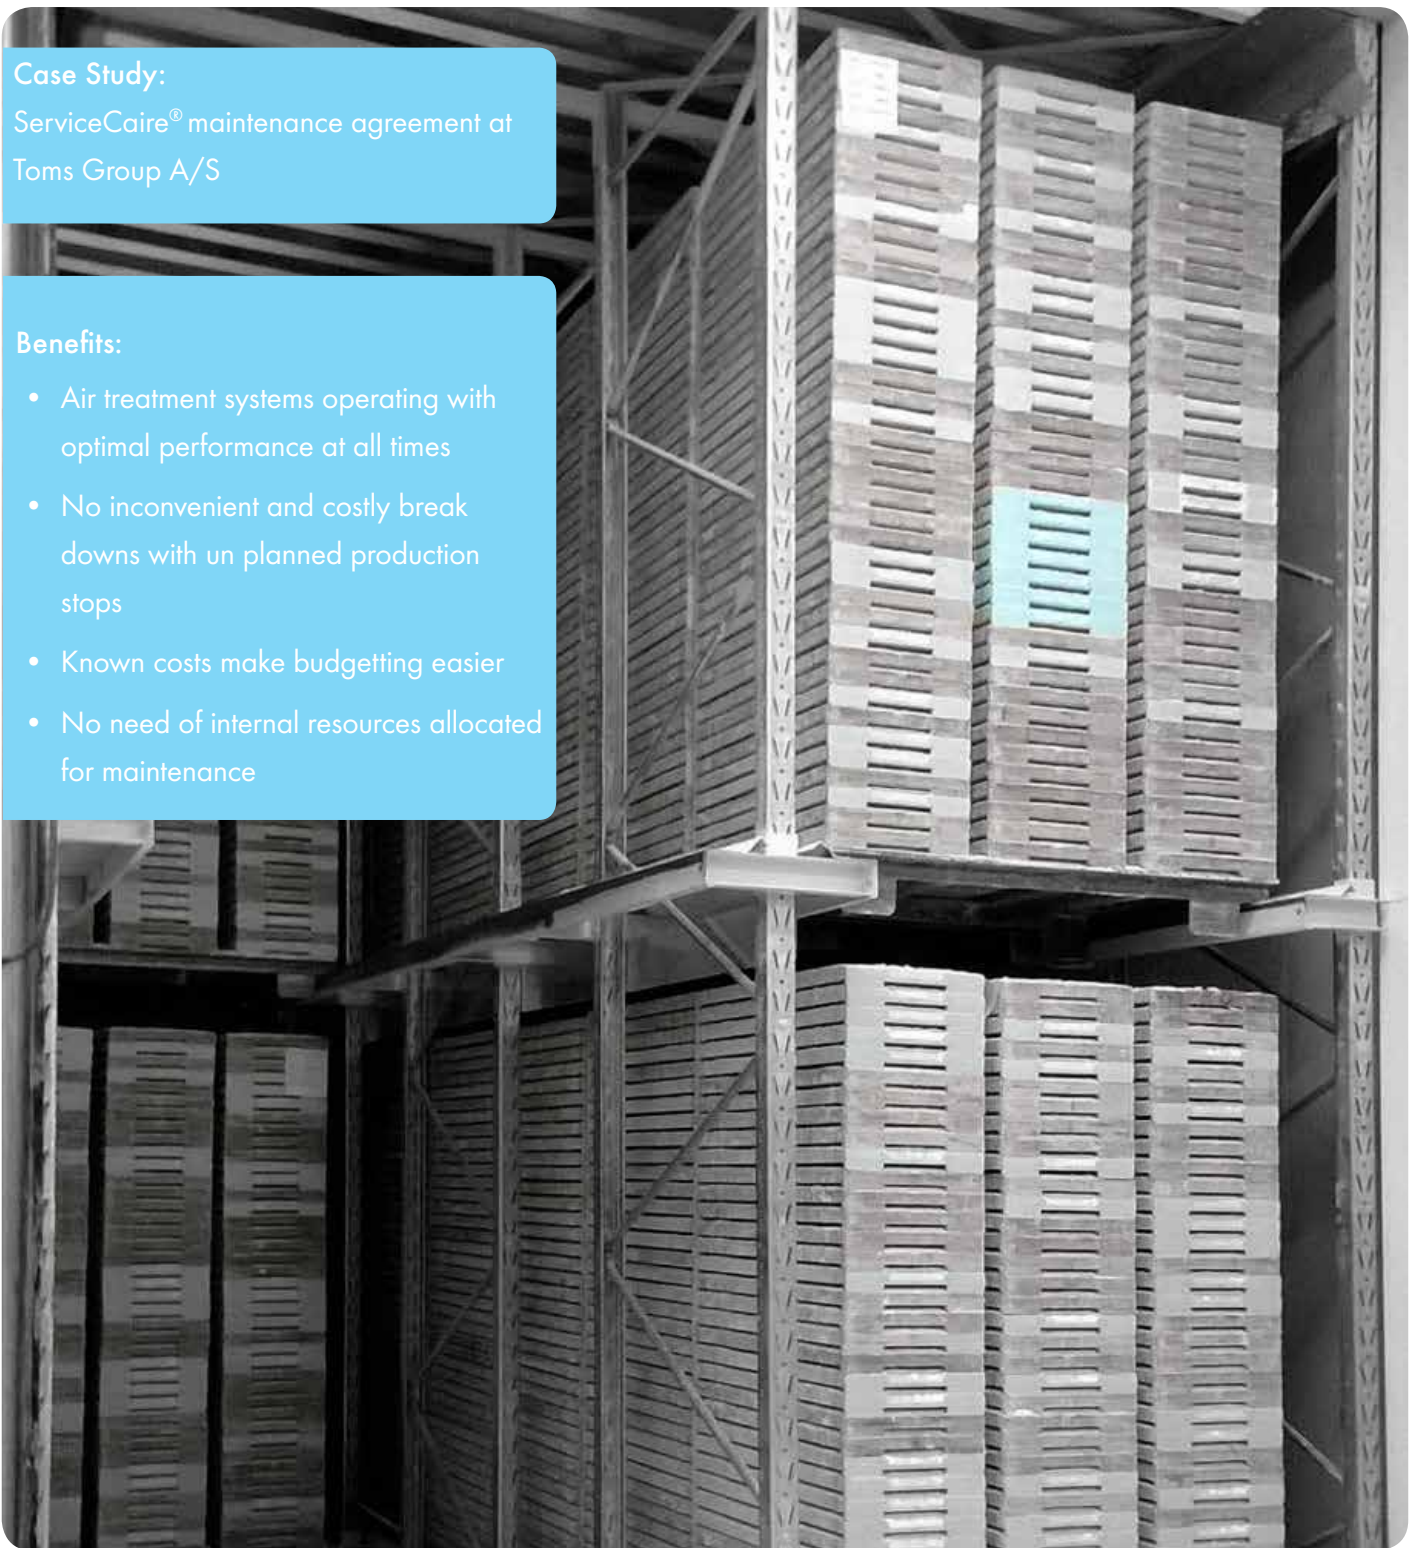 Case Study:
ServiceCaire® maintenance agreement at
Toms Group A/S
Benefits:
• Air treatment systems operating with
optimal performance at all times
• No inconvenient and costly break
downs with un planned production
stops
• Known costs make budgetting easier
• No need of internal resources allocated
for maintenance